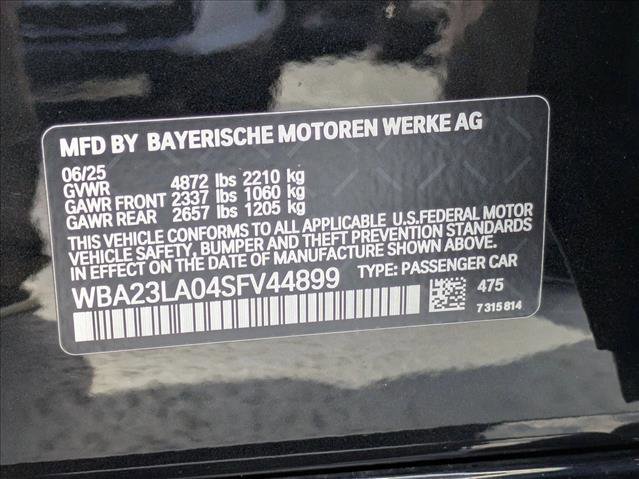 MFD BY BAYERISCHE MOTOREN WERKE AG
06/25
GVWR 4872 lbs 2210 kg
GAWR FRONT 2337 lbs 1060 kg
GAWR REAR 2657 lbs 1205 kg
THIS VEHICLE CONFORMS TO ALL APPLICABLE U.S.FEDERAL MOTOR
VEHICLE SAFETY, BUMPER AND THEFT PREVENTION STANDARDS
IN EFFECT ON THE DATE OF MANUFACTURE SHOWN ABOVE.
WBA23LA04SFV44899 TYPE: PASSENGER CAR 475
7 315 814